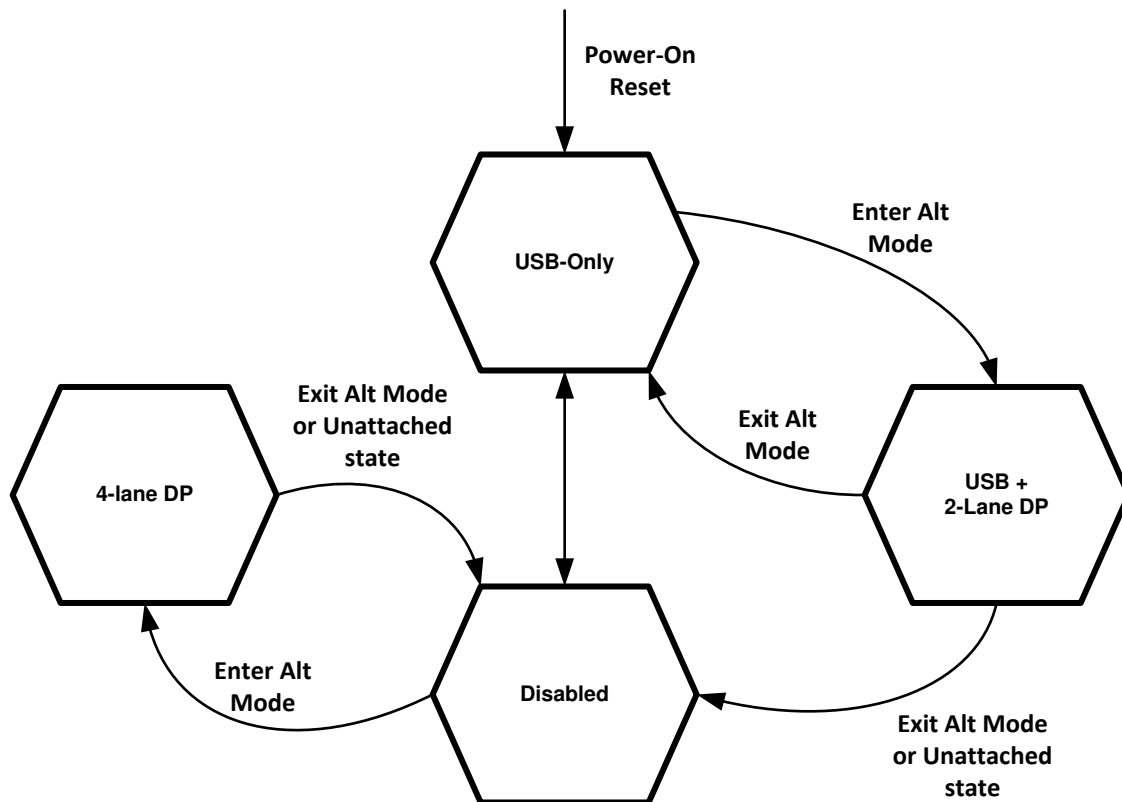 Power-On
Reset
USB-Only
Enter Alt
Mode
Exit Alt Mode
or Unattached
state
Exit Alt
Mode
4-lane DP
USB +
2-Lane DP
Enter Alt
Mode
Disabled
Exit Alt Mode
or Unattached
state